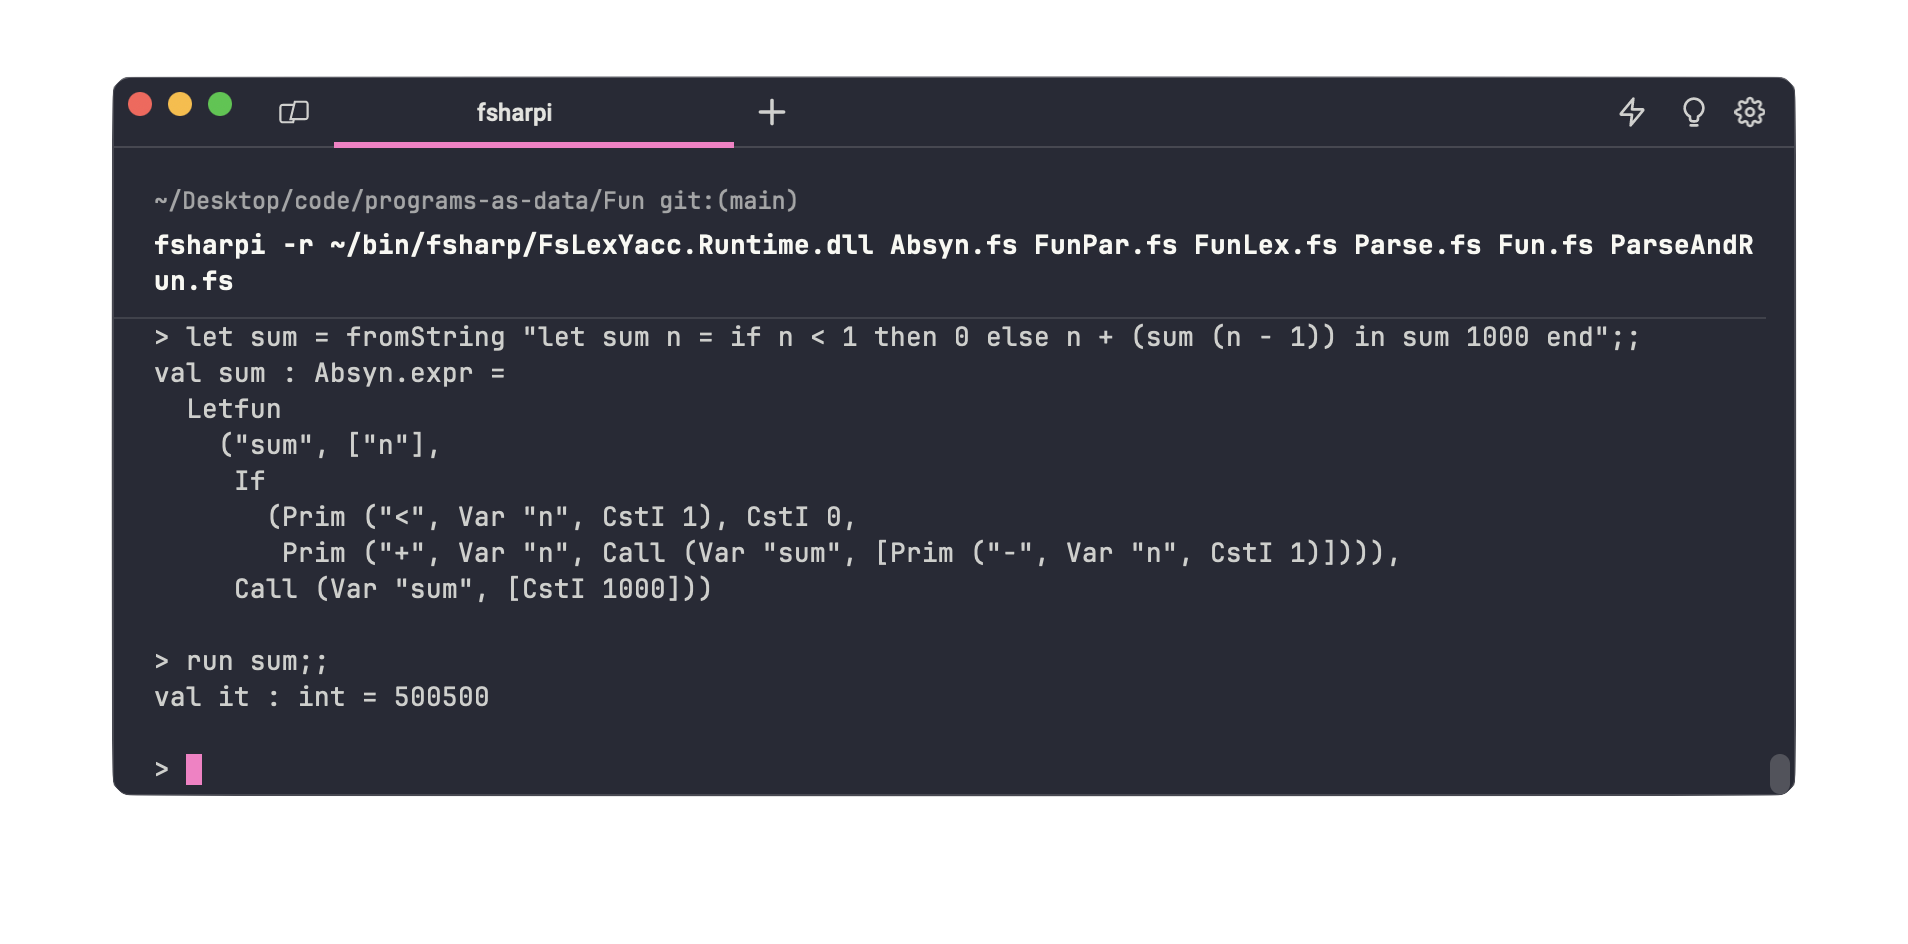 fsharpi
~/Desktop/code/programs-as-data/Fun git:(main)
fsharpi -r ~/bin/fsharp/FsLexYacc.Runtime.dll Absyn.fs FunPar.fs FunLex.fs Parse.fs Fun.fs ParseAndR
un.fs
> let sum = fromString "let sum n = if n < 1 then 0 else n + (sum (n - 1)) in sum 1000 end";;
val sum : Absyn.expr =
  Letfun
    ("sum", ["n"],
     If
       (Prim ("<", Var "n", CstI 1), CstI 0,
        Prim ("+", Var "n", Call (Var "sum", [Prim ("-", Var "n", CstI 1)]))),
     Call (Var "sum", [CstI 1000]))
> run sum;;
val it : int = 500500
>